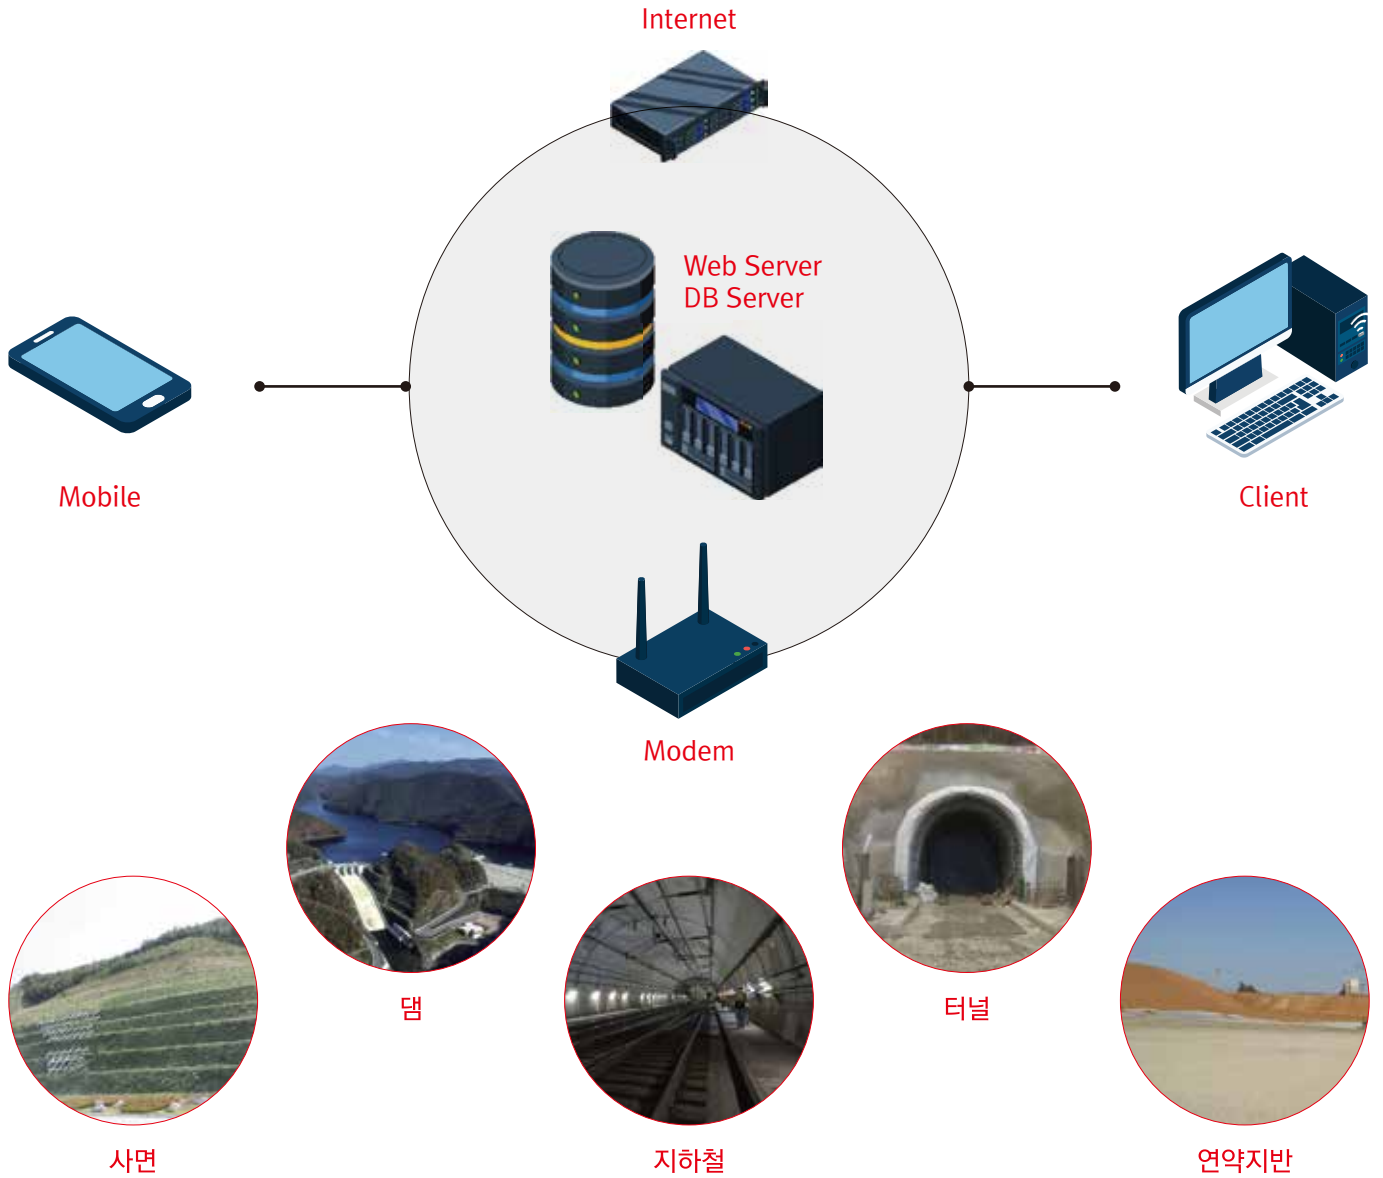 Internet
Web Server
DB Server
Mobile
Client
Modem
댐
터널
사면
지하철
연약지반